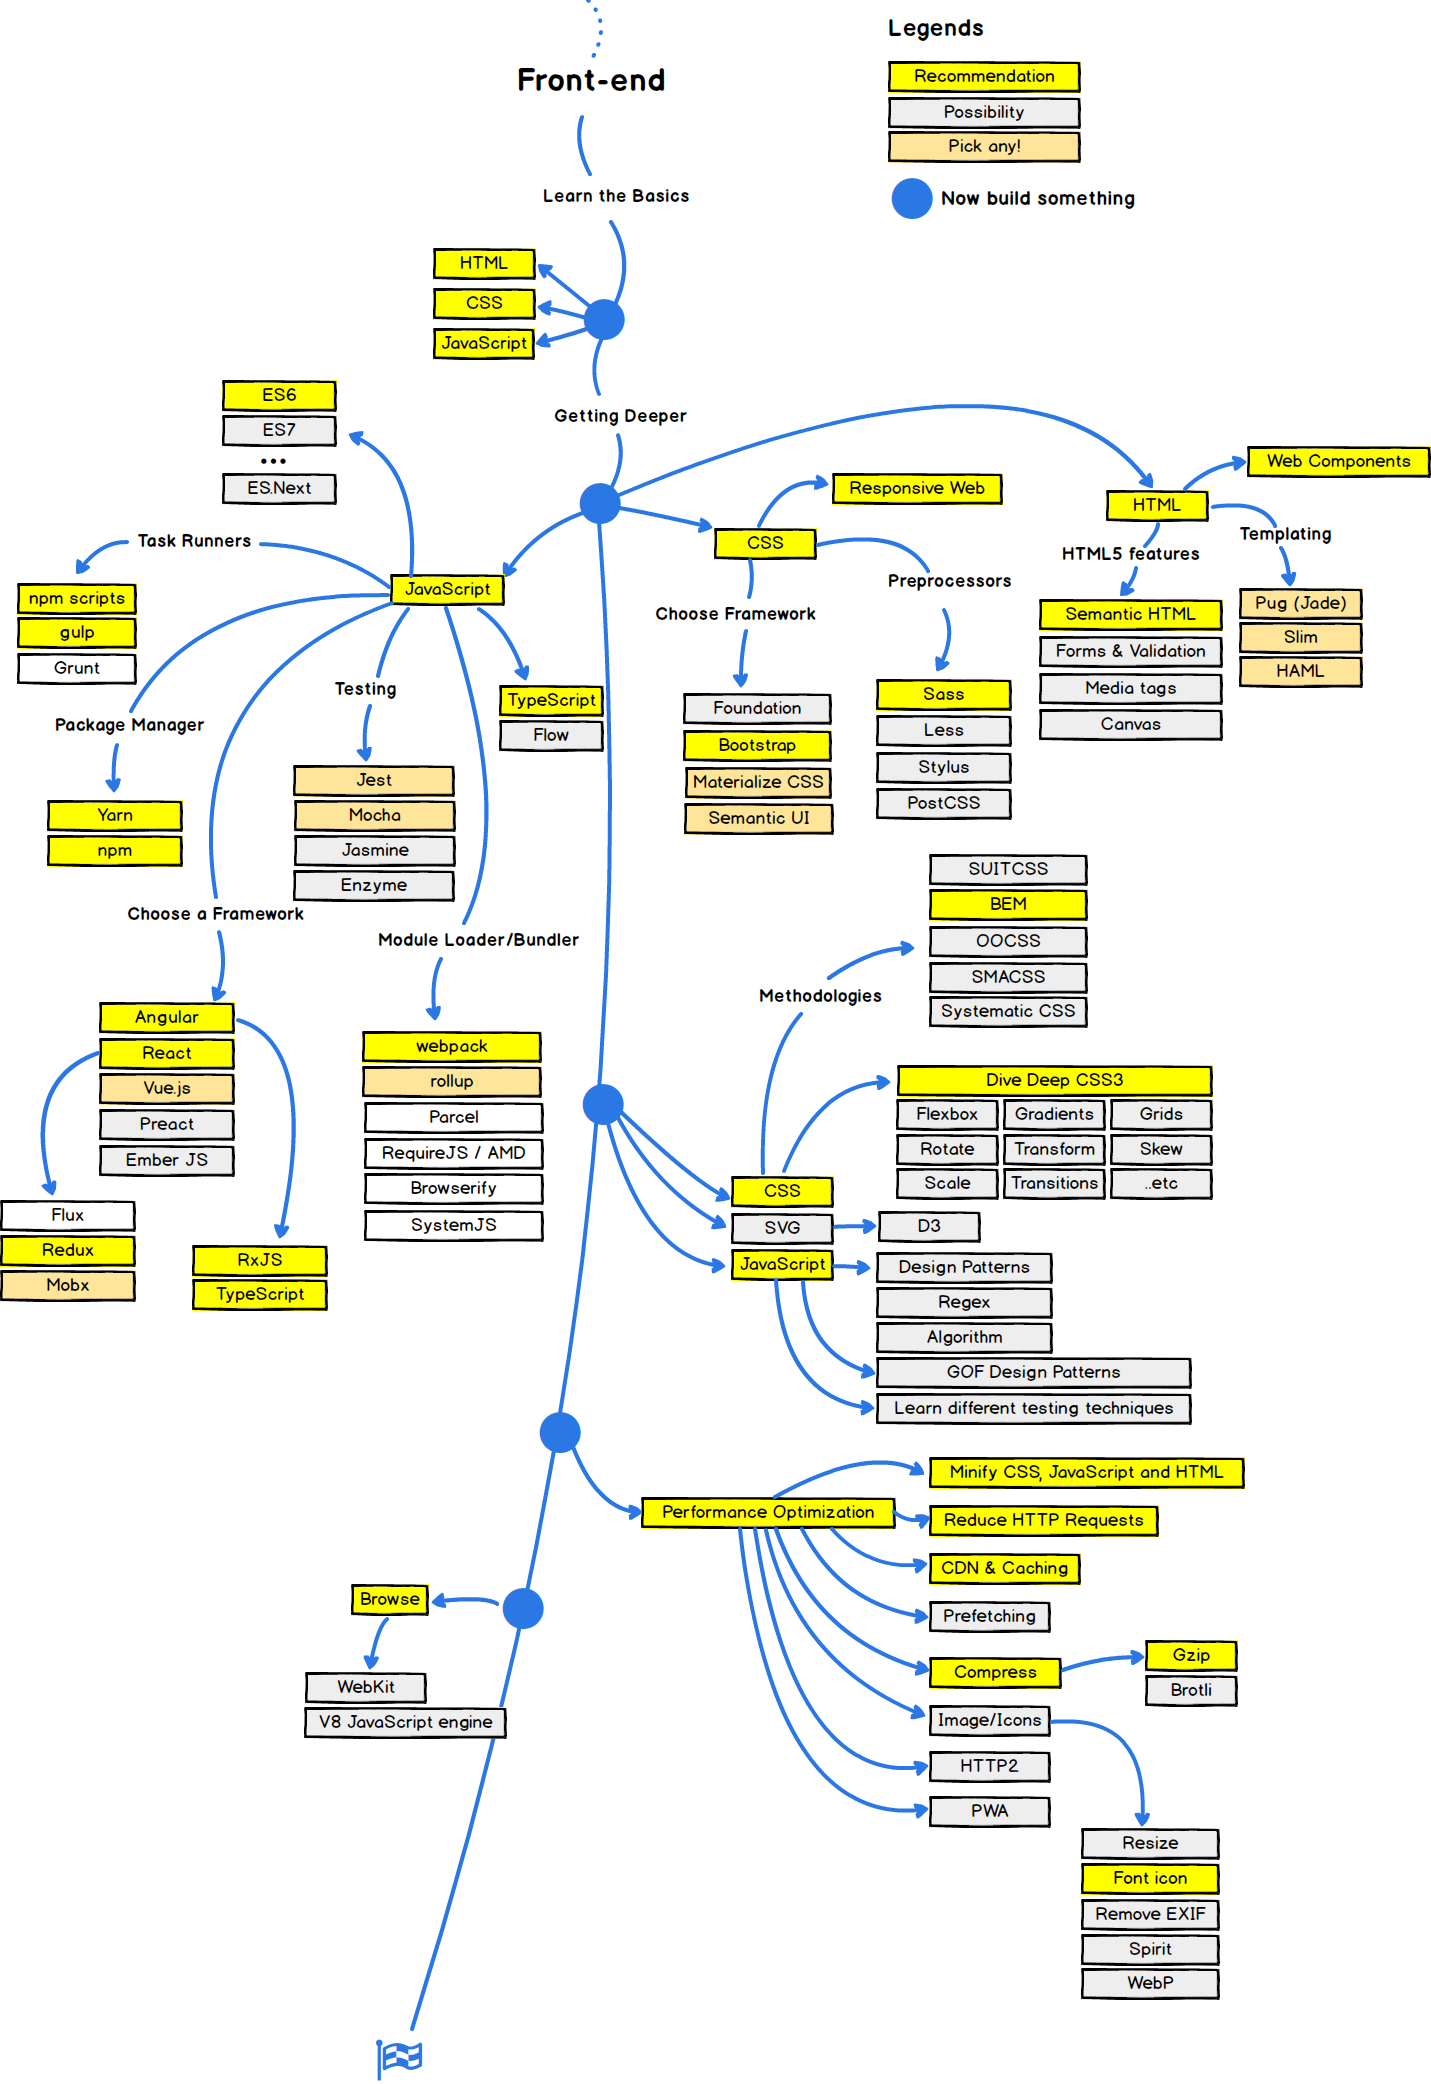 Legends
Recommendation
Possibility
Pick any!
Now build something
Front-end
Learn the Basics
HTML
CSS
JavaScript
Getting Deeper
ES6
ES7
...
ES.Next
Task Runners
npm scripts
gulp
Grunt
JavaScript
Package Manager
Yarn
npm
Testing
Jest
Mocha
Jasmine
Enzyme
TypeScript
Flow
Choose a Framework
Angular
React
Vue.js
Preact
Ember JS
Flux
Redux
Mobx
RxJS
TypeScript
Module Loader/Bundler
webpack
rollup
Parcel
RequireJS / AMD
Browserify
SystemJS
CSS
Responsive Web
Choose Framework
Foundation
Bootstrap
Materialize CSS
Semantic UI
Preprocessors
Sass
Less
Stylus
PostCSS
HTML
Web Components
HTML5 features
Semantic HTML
Forms & Validation
Media tags
Canvas
Templating
Pug (Jade)
Slim
HAML
Methodologies
SUITCSS
BEM
OOCSS
SMACSS
Systematic CSS
Dive Deep CSS3
Flexbox Gradients Grids
Rotate Transform Skew
Scale Transitions ..etc
CSS
SVG
D3
JavaScript
Design Patterns
Regex
Algorithm
GOF Design Patterns
Learn different testing techniques
Performance Optimization
Minify CSS, JavaScript and HTML
Reduce HTTP Requests
CDN & Caching
Prefetching
Compress
Gzip
Brotli
Image/Icons
HTTP2
PWA
Resize
Font icon
Remove EXIF
Spirit
WebP
Browse
WebKit
V8 JavaScript engine